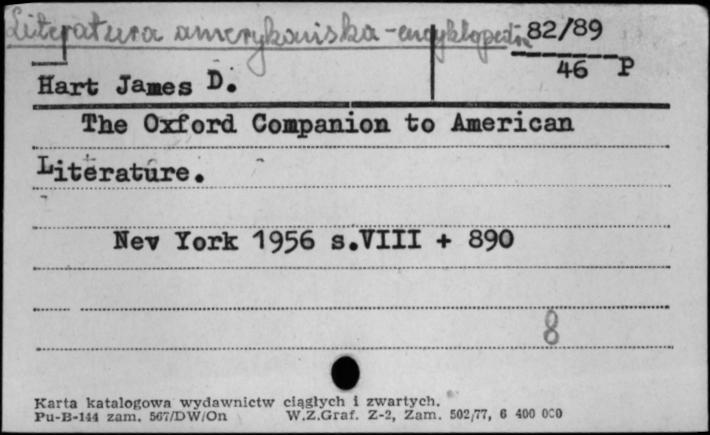 Literatura amerykańska - encyklopedia
82/89
46 P
Hart James D.
The Oxford Companion to American
Literature.
Nev York 1956 s.VIII + 890
8
Karta katalogowa wydawnictw ciągłych i zwartych.
Pu-B-144 zam. 567/DW/On W.Z.Graf. Z-2, Zam. 502/77, 6 400 000